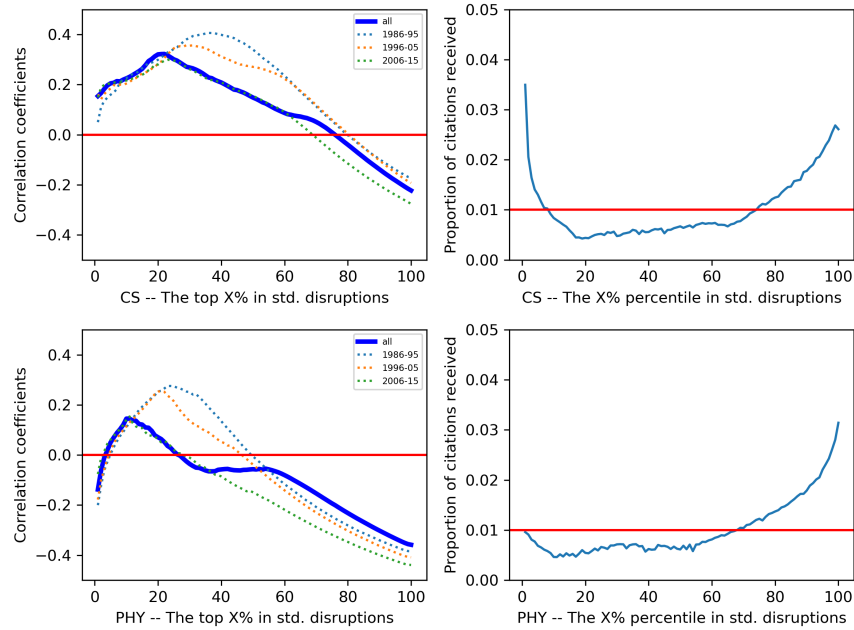 Correlation coefficients
0.4
0.2
0.0
−0.2
−0.4
0 20 40 60 80 100
CS -- The top X% in std. disruptions
all
1986-95
1996-05
2006-15
Proportion of citations received
0.05
0.04
0.03
0.02
0.01
0.00
0 20 40 60 80 100
CS -- The X% percentile in std. disruptions
Correlation coefficients
0.4
0.2
0.0
−0.2
−0.4
0 20 40 60 80 100
PHY -- The top X% in std. disruptions
all
1986-95
1996-05
2006-15
Proportion of citations received
0.05
0.04
0.03
0.02
0.01
0.00
0 20 40 60 80 100
PHY -- The X% percentile in std. disruptions